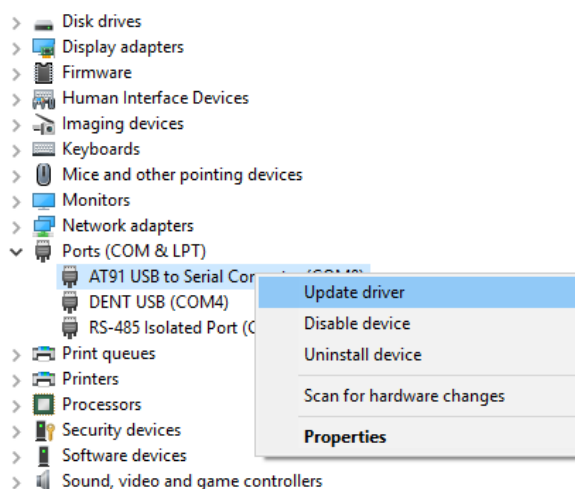 Disk drives
Display adapters
Firmware
Human Interface Devices
Imaging devices
Keyboards
Mice and other pointing devices
Monitors
Network adapters
Ports (COM & LPT)
AT91 USB to Serial
DENT USB (COM4)
RS-485 Isolated Port
Print queues
Printers
Processors
Security devices
Software devices
Sound, video and game controllers
Update driver
Disable device
Uninstall device
Scan for hardware changes
Properties